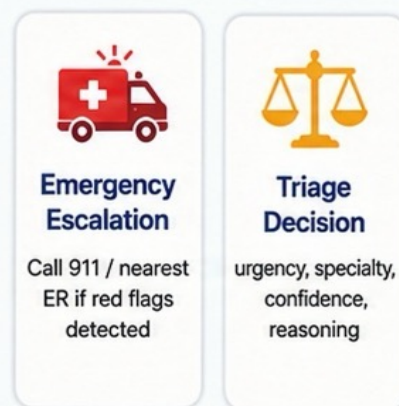 Emergency
Escalation
Call 911 / nearest
ER if red flags
detected
Triage
Decision
urgency, specialty,
confidence,
reasoning